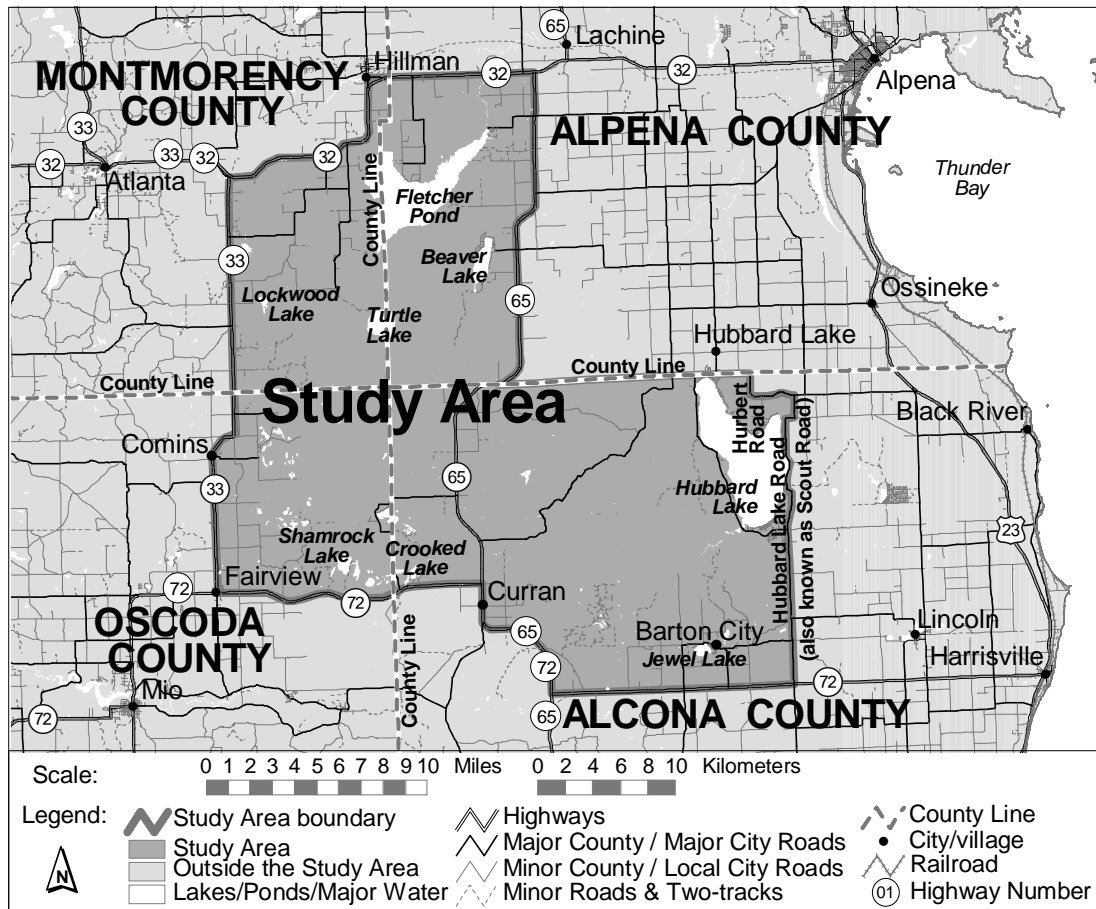 65
Lachine
Hillman
32
32
Alpena
MONTMORENCY
COUNTY
ALPENA COUNTY
33
32
33
32
32
Atlanta
Thunder
Bay
County Line
Fletcher
Pond
33
Beaver
Lake
65
Lockwood
Lake
Turtle
Lake
Ossineke
Hubbard Lake
County Line
County Line
Study Area
Hurbert
Road
Hubbard Lake Road
(also known as Scout Road)
Black River
Comins
33
65
Hubbard
Lake
23
Shamrock
Lake
Crooked
Lake
72
Fairview
72
Curran
OSCODA
COUNTY
County Line
65
72
Barton City
Jewel Lake
Lincoln
Harrisville
72
Mio
72
65
ALCONA COUNTY
Scale:
0 1 2 3 4 5 6 7 8 9 10 Miles
0 2 4 6 8 10 Kilometers
Legend:
Study Area boundary
Study Area
Outside the Study Area
Lakes/Ponds/Major Water
Highways
Major County / Major City Roads
Minor County / Local City Roads
Minor Roads & Two-tracks
County Line
City/village
Railroad
01 Highway Number
N